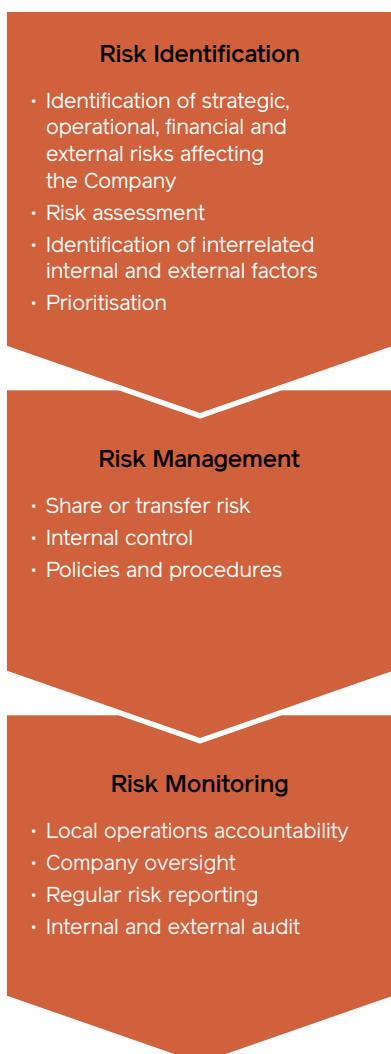 Risk Identification
· Identification of strategic,
operational, financial and
external risks affecting
the Company
· Risk assessment
· Identification of interrelated
internal and external factors
· Prioritisation
Risk Management
· Share or transfer risk
· Internal control
· Policies and procedures
Risk Monitoring
· Local operations accountability
· Company oversight
· Regular risk reporting
· Internal and external audit